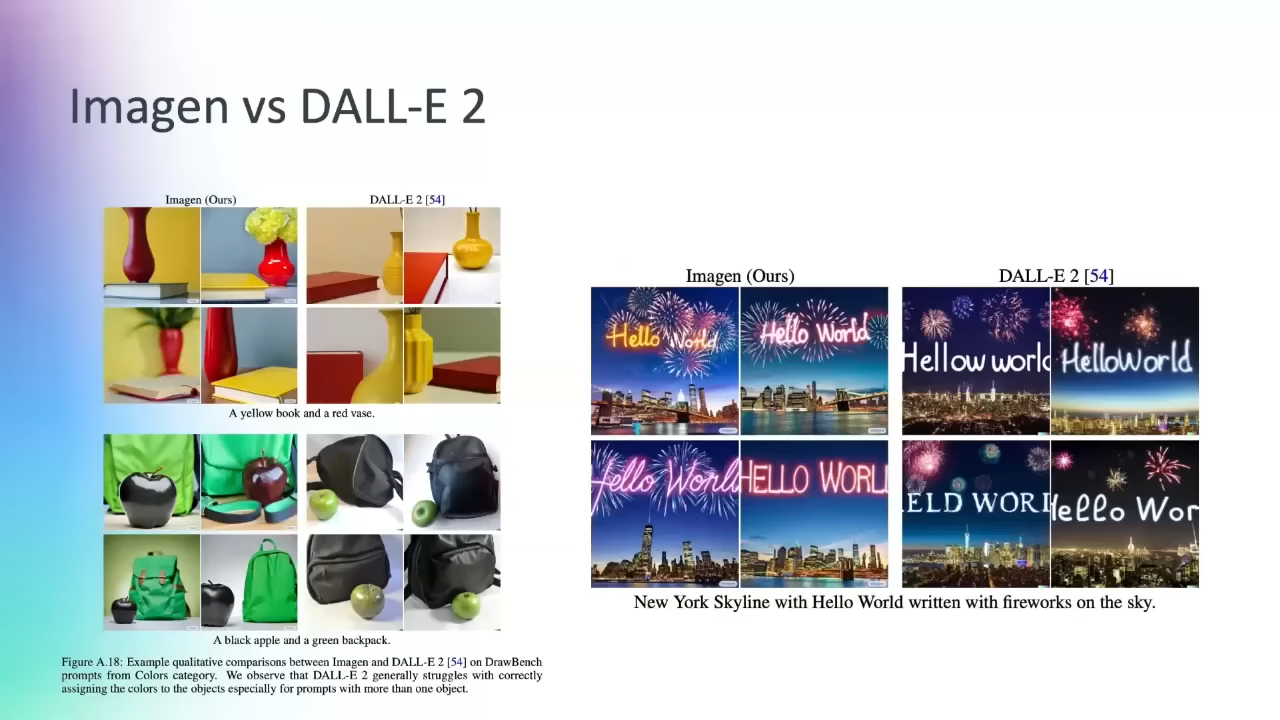 Imagen vs DALL-E 2
Imagen (Ours)
DALL-E 2 [54]
A yellow book and a red vase.
A black apple and a green backpack.
Figure A.18: Example qualitative comparisons between Imagen and DALL-E 2 [54] on DrawBench
prompts from Colors category. We observe that DALL-E 2 generally struggles with correctly
assigning the colors to the objects especially for prompts with more than one object.
Imagen (Ours)
DALL-E 2 [54]
Hello World
Hello World
Hellow world
HelloWorld
Hello World
HELLO WORL
ELD WORI
Hello Wor
New York Skyline with Hello World written with fireworks on the sky.